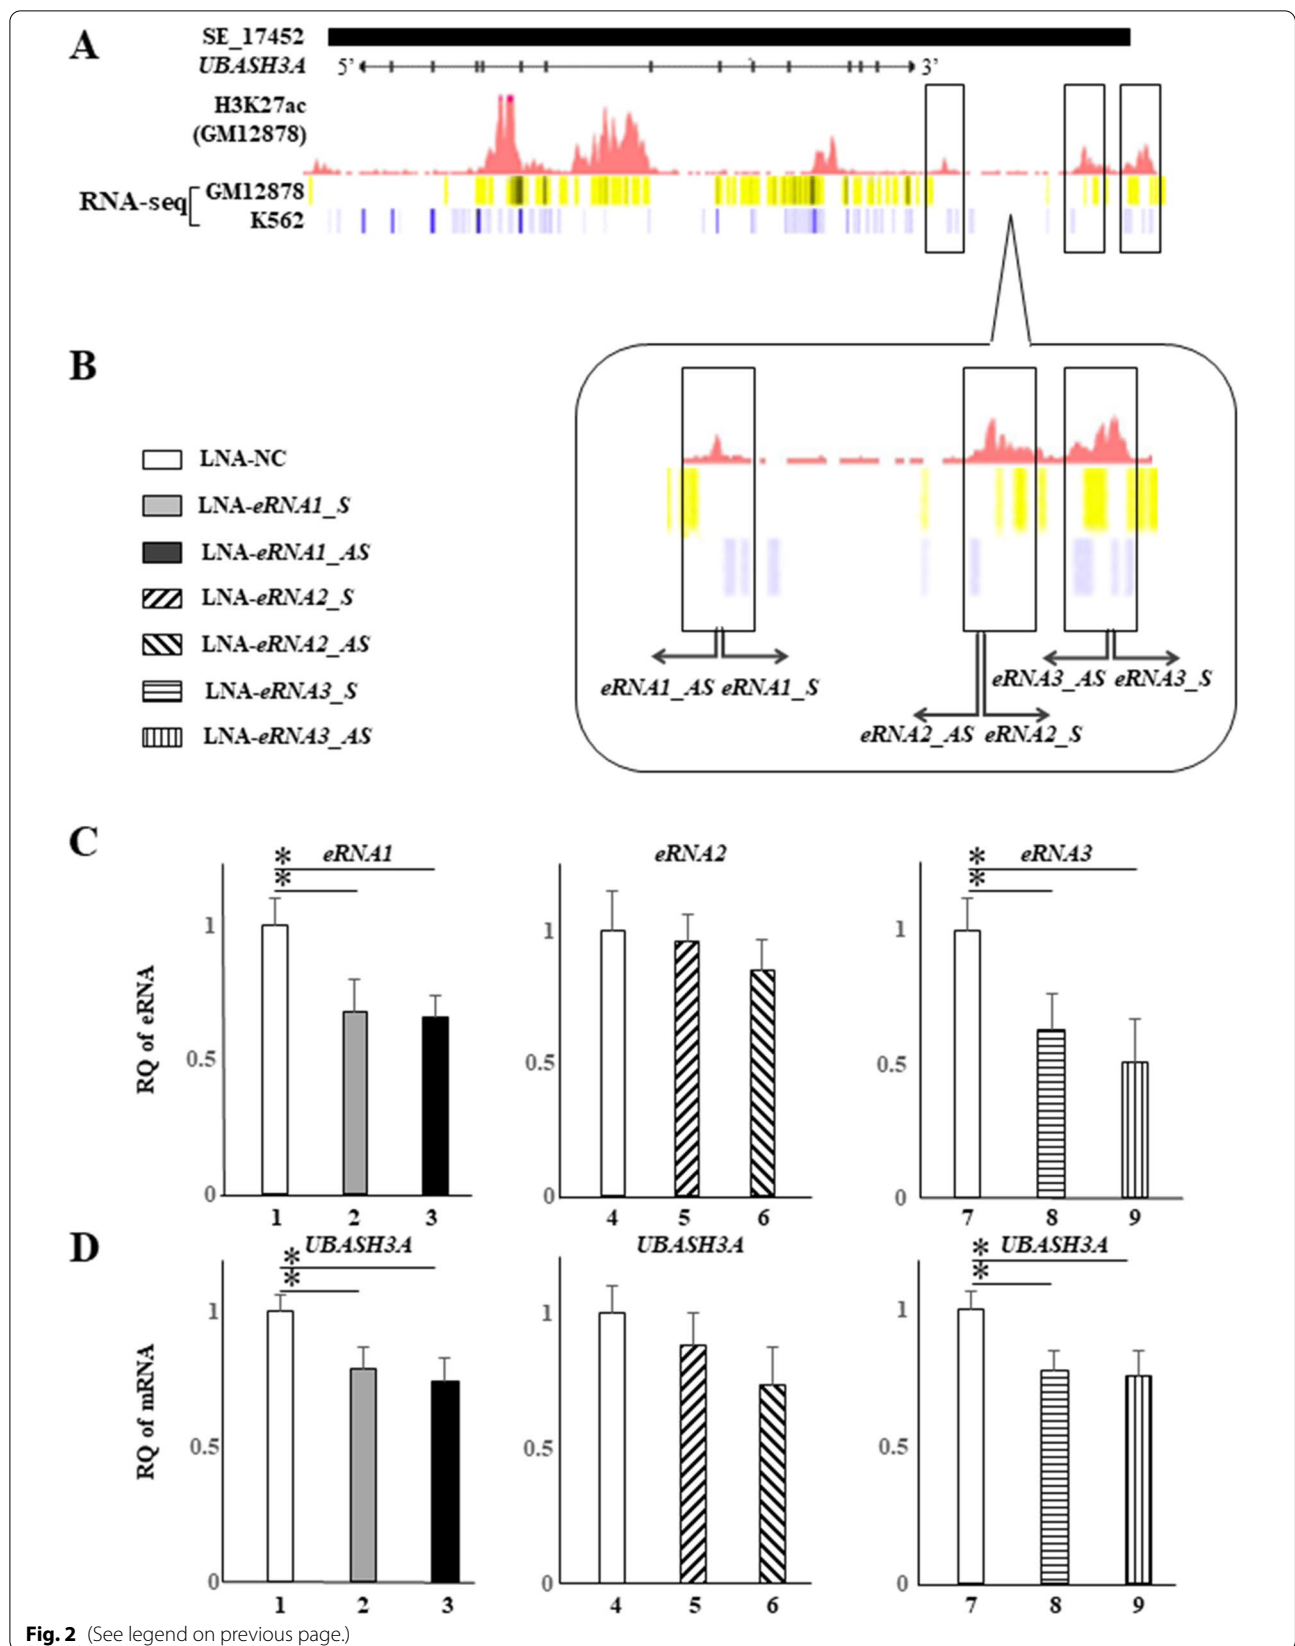 A
SE_17452
UBASH3A 5’ 3’
H3K27ac
(GM12878)
RNA-seq GM12878
K562
B
LNA-NC
LNA-eRNA1_S
LNA-eRNA1_AS
LNA-eRNA2_S
LNA-eRNA2_AS
LNA-eRNA3_S
LNA-eRNA3_AS
eRNA1_AS eRNA1_S
eRNA3_AS eRNA3_S
eRNA2_AS eRNA2_S
C
* eRNA1 eRNA2 * eRNA3
* *
1 1 1
RQ of eRNA
0.5 0.5 0.5
0 0 0
1 2 3 4 5 6 7 8 9
D
* UBASH3A UBASH3A * UBASH3A
* *
1 1 1
RQ of mRNA
0.5 0.5 0.5
0 0 0
1 2 3 4 5 6 7 8 9
Fig. 2 (See legend on previous page.)